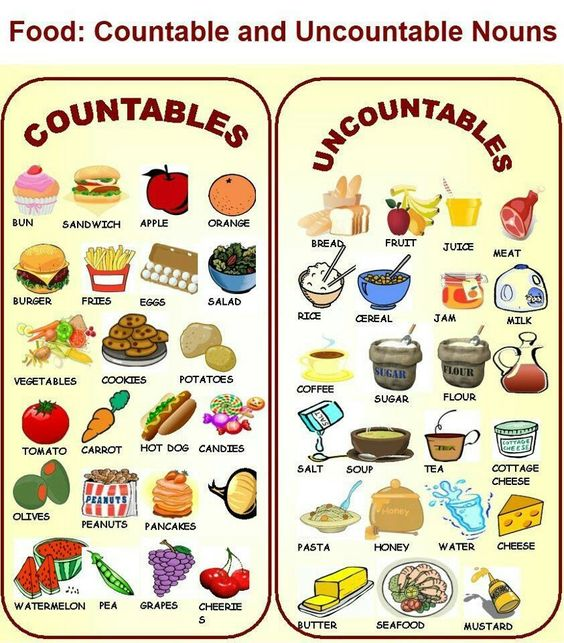 Food: Countable and Uncountable Nouns
COUNTABLES
BUN SANDWICH APPLE ORANGE
BURGER FRIES EGGS SALAD
VEGETABLES COOKIES POTATOES
TOMATO CARROT HOT DOG CANDIES
PEANUTS
OLIVES PEANUTS PANCAKES
WATERMELON PEA GRAPES CHEERIE
S
UNCOUNTABLES
BREAD FRUIT JUICE MEAT
RICE CEREAL JAM MILK
SUGAR FLOUR
COFFEE SUGAR FLOUR
SALT TEA COTTAGE
CHEESE
SALT SOUP TEA COTTAGE
CHEESE
Honey
PASTA HONEY WATER CHEESE
BUTTER SEAFOOD MUSTARD